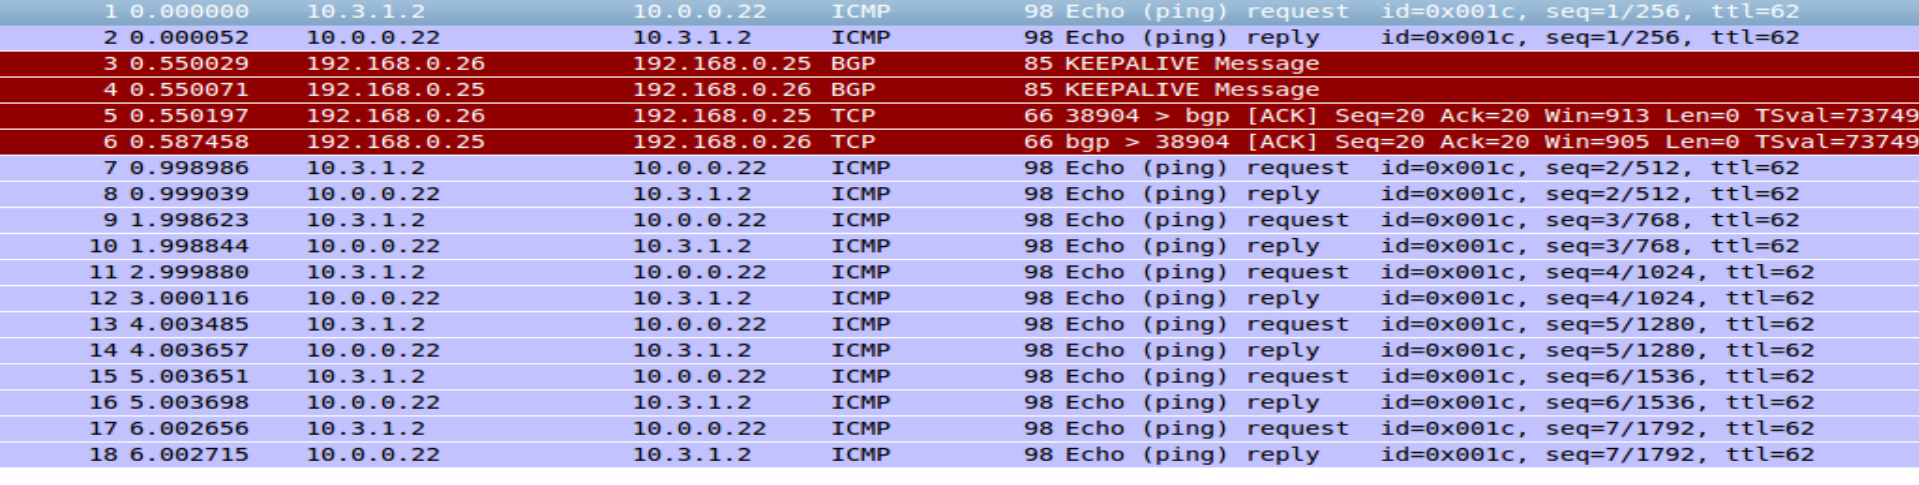 1 0.000000 10.3.1.2 10.0.0.22 ICMP 98 Echo (ping) request id=0x001c, seq=1/256, ttl=62
2 0.000052 10.0.0.22 10.3.1.2 ICMP 98 Echo (ping) reply id=0x001c, seq=1/256, ttl=62
3 0.550029 192.168.0.26 192.168.0.25 BGP 85 KEEPALIVE Message
4 0.550071 192.168.0.25 192.168.0.26 BGP 85 KEEPALIVE Message
5 0.550197 192.168.0.26 192.168.0.25 TCP 66 38904 > bgp [ACK] Seq=20 Ack=20 Win=913 Len=0 TSval=73749
6 0.587458 192.168.0.25 192.168.0.26 TCP 66 bgp > 38904 [ACK] Seq=20 Ack=20 Win=905 Len=0 TSval=73749
7 0.998986 10.3.1.2 10.0.0.22 ICMP 98 Echo (ping) request id=0x001c, seq=2/512, ttl=62
8 0.999039 10.0.0.22 10.3.1.2 ICMP 98 Echo (ping) reply id=0x001c, seq=2/512, ttl=62
9 1.998623 10.3.1.2 10.0.0.22 ICMP 98 Echo (ping) request id=0x001c, seq=3/768, ttl=62
10 1.998844 10.0.0.22 10.3.1.2 ICMP 98 Echo (ping) reply id=0x001c, seq=3/768, ttl=62
11 2.999880 10.3.1.2 10.0.0.22 ICMP 98 Echo (ping) request id=0x001c, seq=4/1024, ttl=62
12 3.000116 10.0.0.22 10.3.1.2 ICMP 98 Echo (ping) reply id=0x001c, seq=4/1024, ttl=62
13 4.003485 10.3.1.2 10.0.0.22 ICMP 98 Echo (ping) request id=0x001c, seq=5/1280, ttl=62
14 4.003657 10.0.0.22 10.3.1.2 ICMP 98 Echo (ping) reply id=0x001c, seq=5/1280, ttl=62
15 5.003651 10.3.1.2 10.0.0.22 ICMP 98 Echo (ping) request id=0x001c, seq=6/1536, ttl=62
16 5.003698 10.0.0.22 10.3.1.2 ICMP 98 Echo (ping) reply id=0x001c, seq=6/1536, ttl=62
17 6.002656 10.3.1.2 10.0.0.22 ICMP 98 Echo (ping) request id=0x001c, seq=7/1792, ttl=62
18 6.002715 10.0.0.22 10.3.1.2 ICMP 98 Echo (ping) reply id=0x001c, seq=7/1792, ttl=62